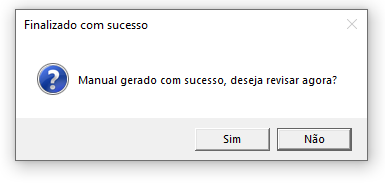 Finalizado com sucesso
Manual gerado com sucesso, deseja revisar agora?
Sim
Não